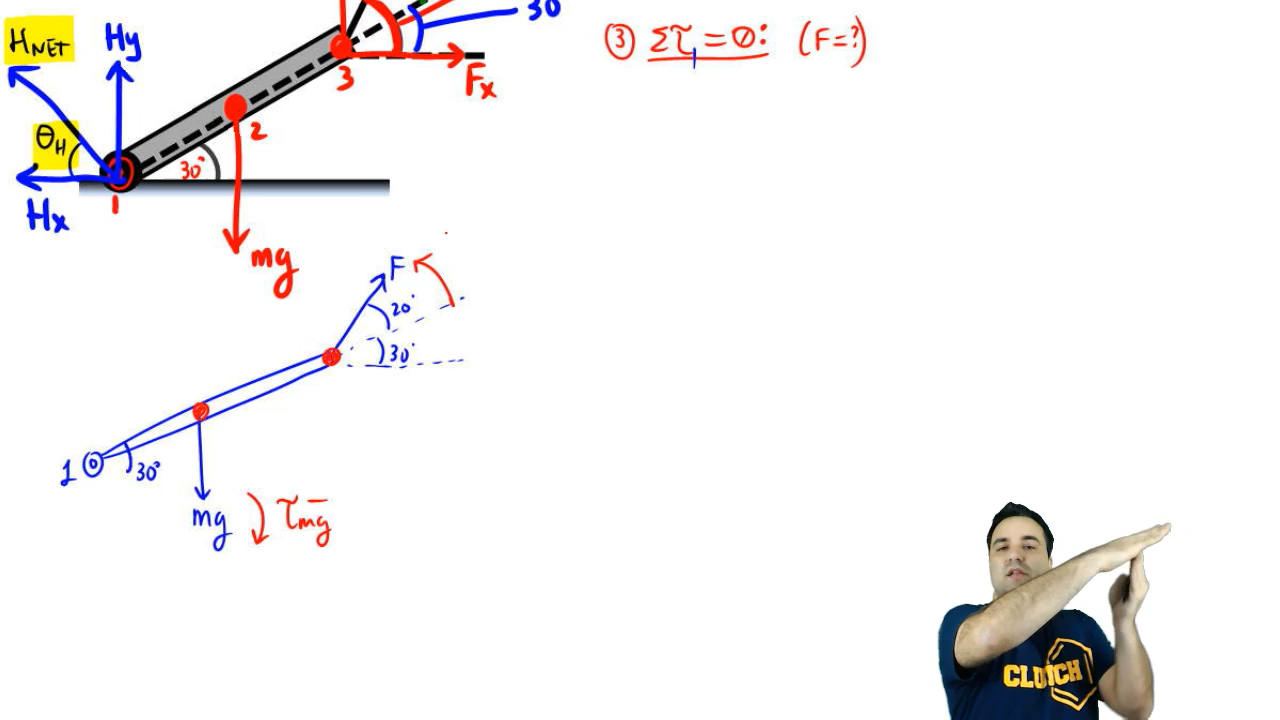 H_NET
Hy
30
③ Στ₁ = 0: (F=?)
3
Fx
2
θ_H
30°
1
Hx
mg
F
20°
30°
1
30°
mg
τ_mg⁻
CLUTCH